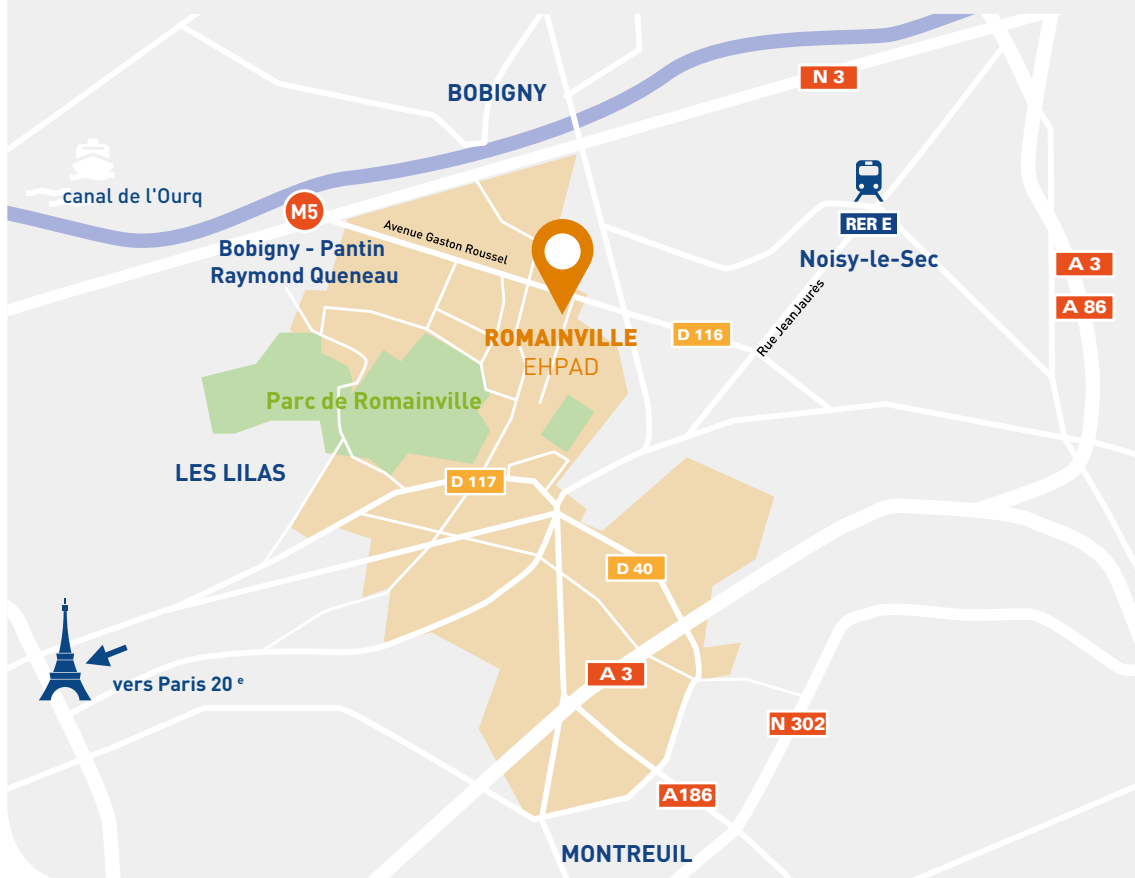 N 3
BOBIGNY
canal de l'Ourq
M5
RER E
Avenue Gaston Roussel
Bobigny - Pantin
Raymond Queneau
Noisy-le-Sec
A 3
A 86
Rue JeanJaurès
D 116
ROMAINVILLE
EHPAD
Parc de Romainville
LES LILAS
D 117
D 40
A 3
vers Paris 20 e
N 302
A186
MONTREUIL